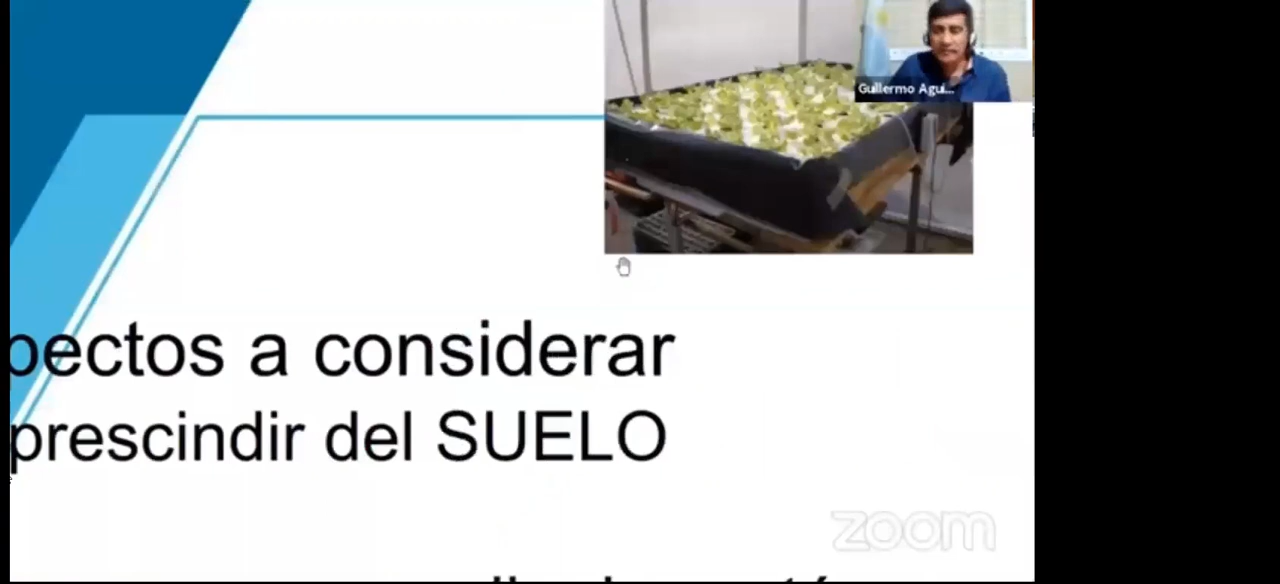 Guillermo Agui...
pectos a considerar
prescindir del SUELO
zoom